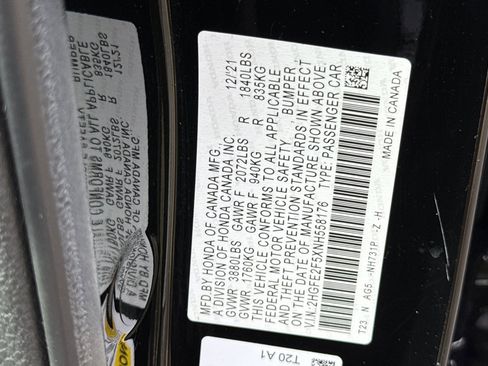 MFD. BY HONDA OF CANADA MFG. 12/21
A DIVISION OF HONDA CANADA INC.
GVWR 3880LBS GAWR F 2072LBS R 1840LBS
GVWR 1760KG GAWR F 940KG R 835KG
THIS VEHICLE CONFORMS TO ALL APPLICABLE
FEDERAL MOTOR VEHICLE SAFETY, BUMPER
AND THEFT PREVENTION STANDARDS IN EFFECT
ON THE DATE OF MANUFACTURE SHOWN ABOVE.
VIN:2HGFE2F5XNH558176 TYPE: PASSENGER CAR
T23 N AG5 NH731P -Z -H MADE IN CANADA
T20 A1